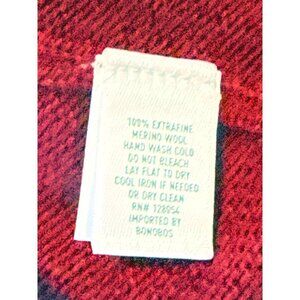 100% EXTRAFINE
MERINO WOOL
HAND WASH COLD
DO NOT BLEACH
LAY FLAT TO DRY
COOL IRON IF NEEDED
OR DRY CLEAN
RN# 128954
IMPORTED BY
BONOBOS